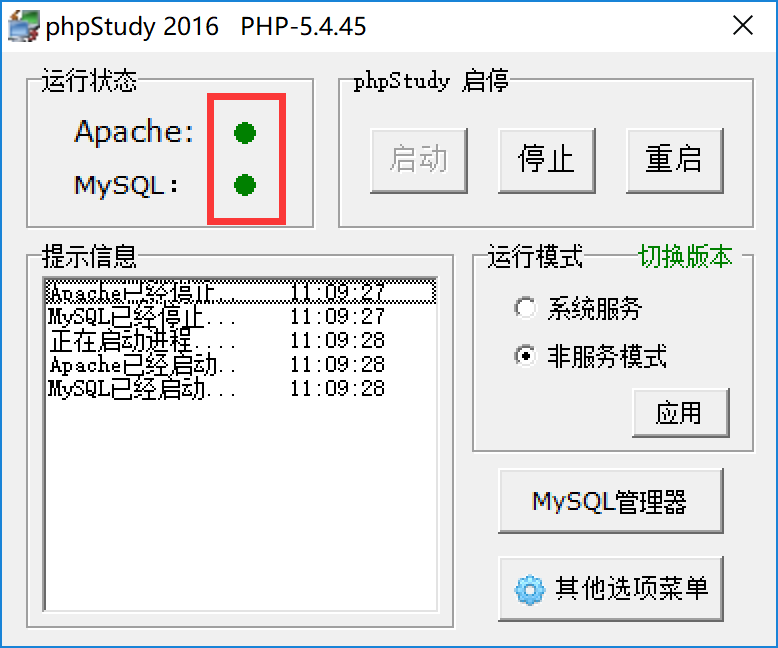 phpStudy 2016 PHP-5.4.45
运行状态
Apache:
MySQL:
phpStudy 启停
启动
停止
重启
提示信息
Apache已经停止.. 11:09:27
MySQL已经停止... 11:09:27
正在启动进程.... 11:09:28
Apache已经启动.. 11:09:28
MySQL已经启动... 11:09:28
运行模式
切换版本
系统服务
非服务模式
应用
MySQL管理器
其他选项菜单